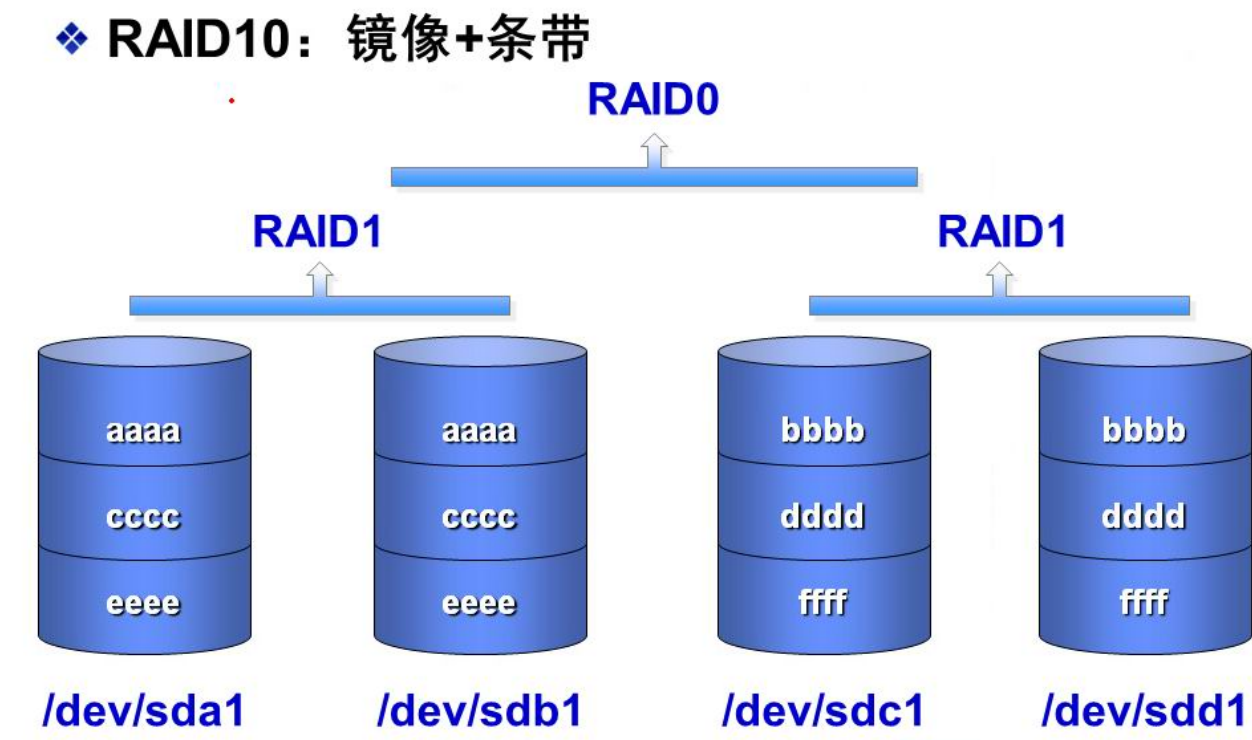 ❖ RAID10：镜像+条带
RAID0
RAID1 RAID1
aaaa aaaa bbbb bbbb
cccc cccc dddd dddd
eeee eeee ffff ffff
/dev/sda1 /dev/sdb1 /dev/sdc1 /dev/sdd1